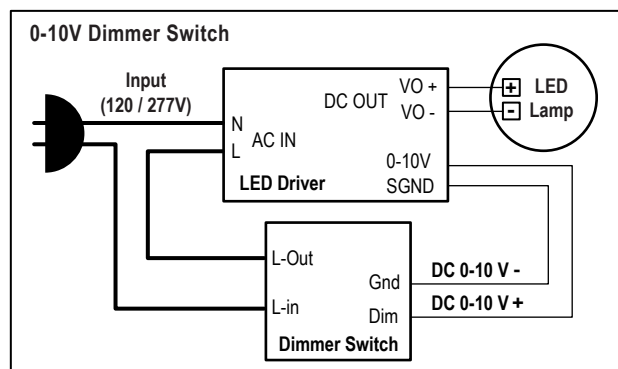 0-10V Dimmer Switch
Input
(120 / 277V)
N
L
AC IN
DC OUT
VO +
VO -
0-10V
SGND
LED Driver
+ LED
- Lamp
L-Out
L-in
Gnd
Dim
Dimmer Switch
DC 0-10 V -
DC 0-10 V +